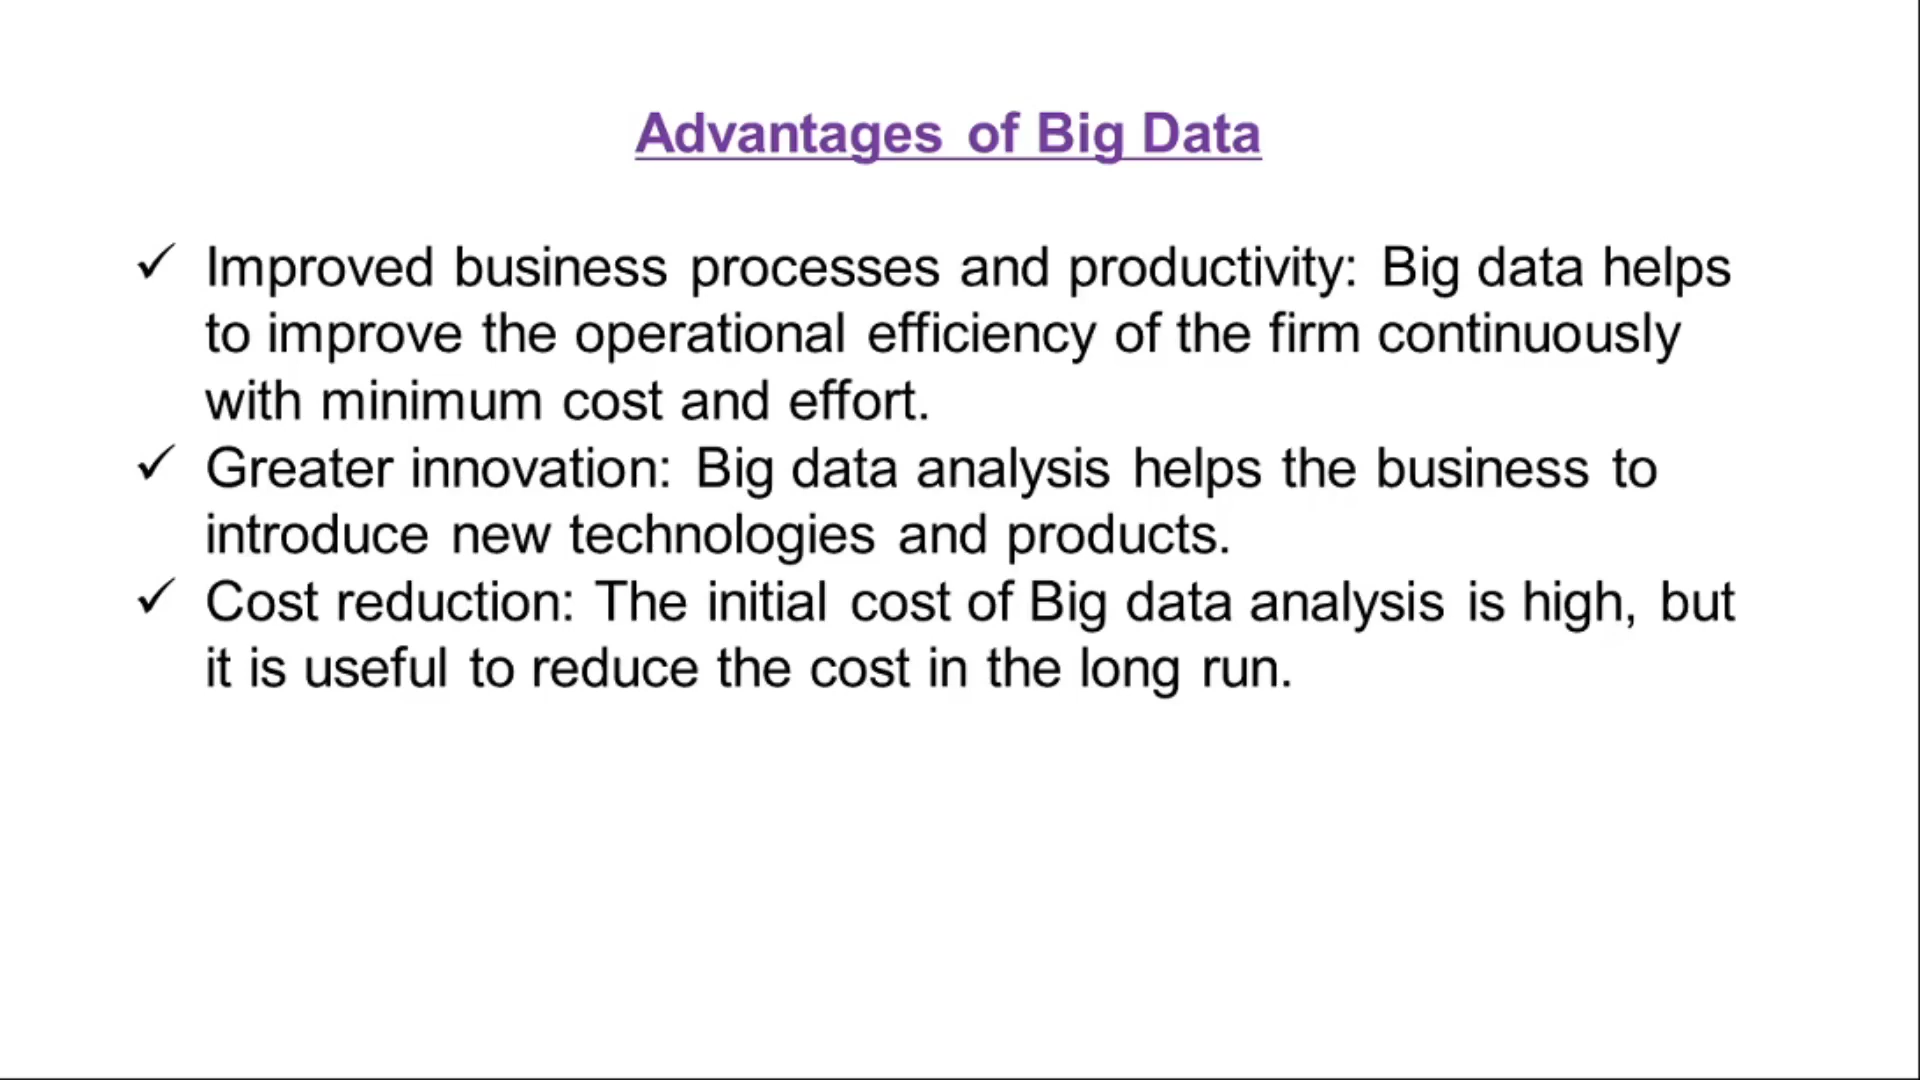 Advantages of Big Data
✓ Improved business processes and productivity: Big data helps
to improve the operational efficiency of the firm continuously
with minimum cost and effort.
✓ Greater innovation: Big data analysis helps the business to
introduce new technologies and products.
✓ Cost reduction: The initial cost of Big data analysis is high, but
it is useful to reduce the cost in the long run.